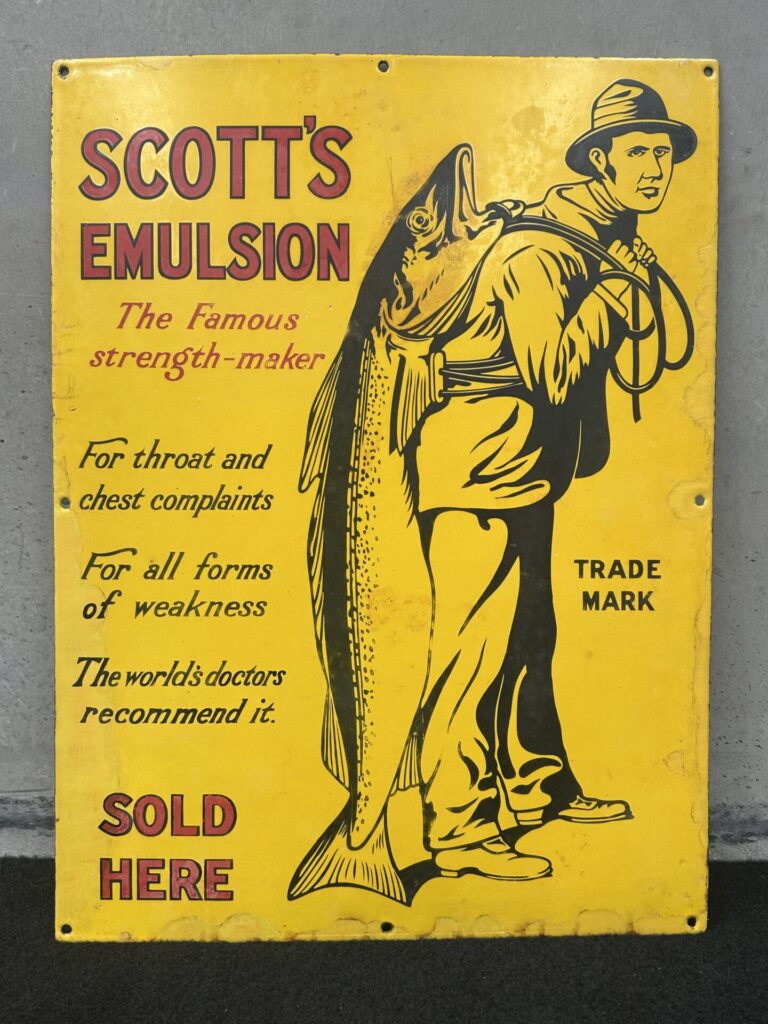 SCOTT'S
EMULSION
The Famous
strength-maker
For throat and
chest complaints
For all forms
of weakness
The world's doctors
recommend it.
TRADE
MARK
SOLD
HERE